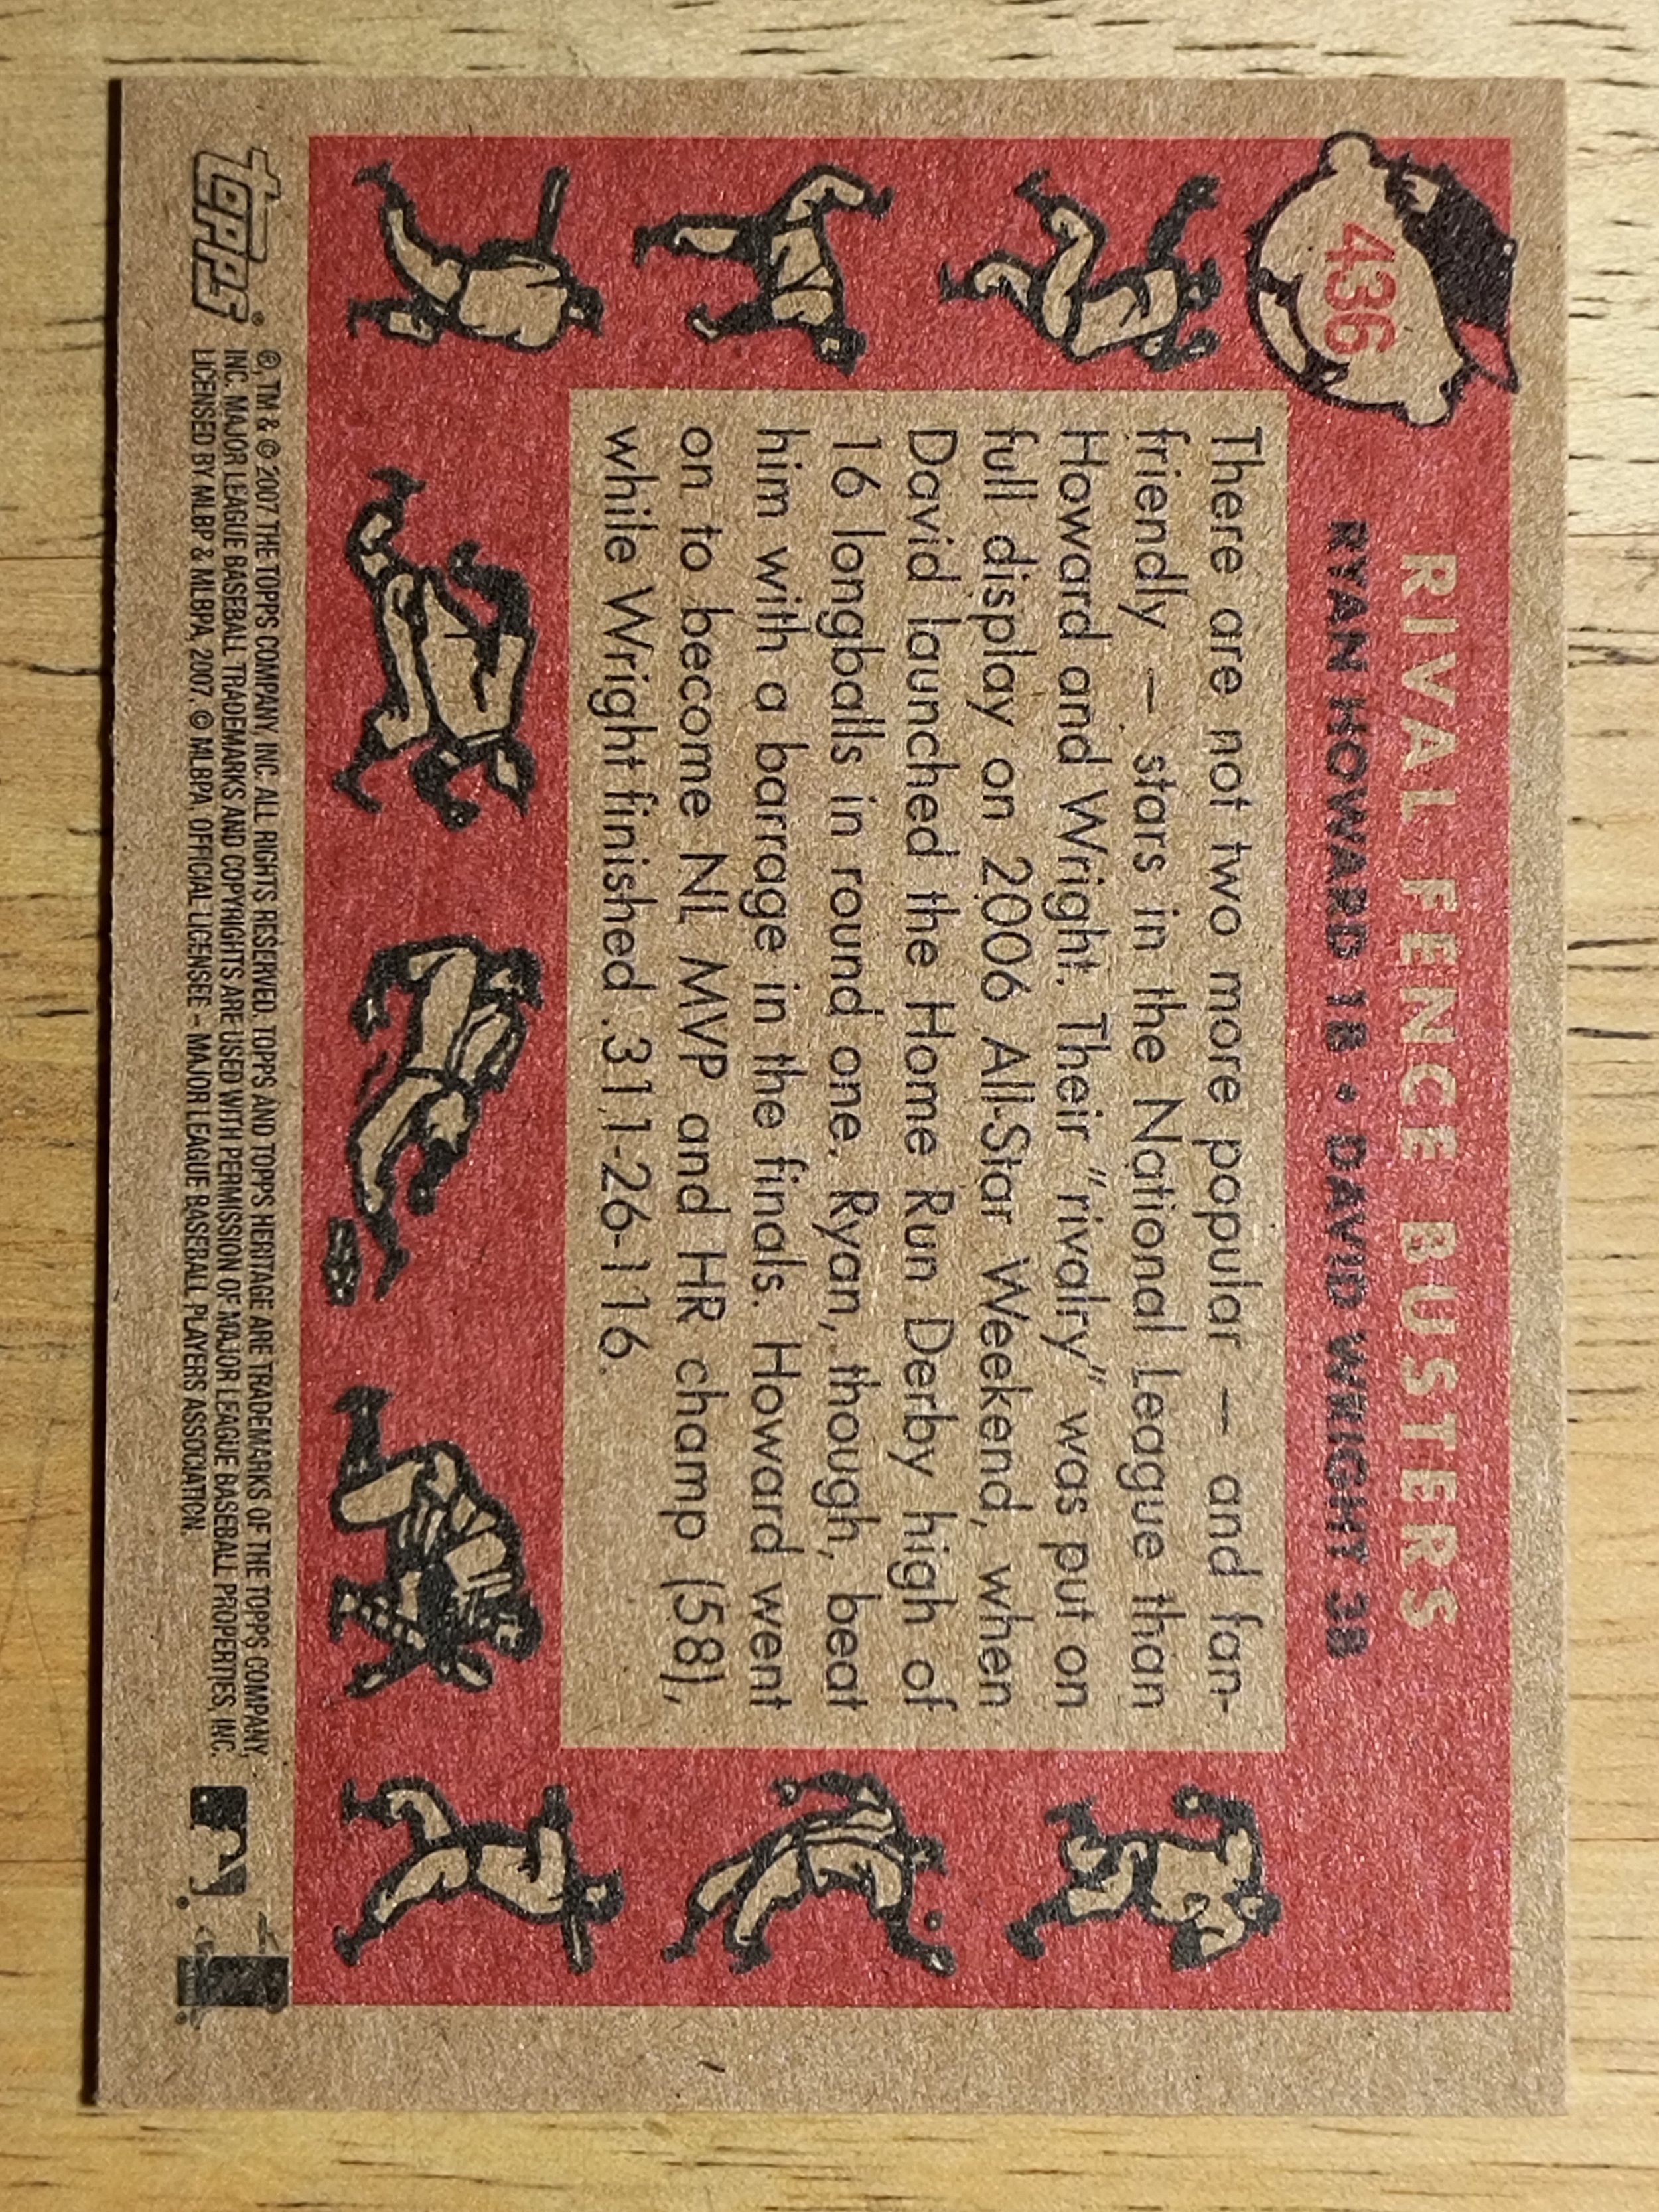 436
RIVAL FENCE BUSTERS
RYAN HOWARD 1B • DAVID WRIGHT 3B
There are not two more popular — and fan-
friendly — stars in the National League than
Howard and Wright. Their "rivalry" was put on
full display on 2006 All-Star Weekend, when
David launched the Home Run Derby high of
16 longballs in round one. Ryan, though, beat
him with a barrage in the finals. Howard went
on to become NL MVP and HR champ (58),
while Wright finished .311-26-116.
topps®
®, TM & © 2007 THE TOPPS COMPANY, INC. ALL RIGHTS RESERVED. TOPPS AND TOPPS HERITAGE ARE TRADEMARKS OF THE TOPPS COMPANY,
INC. MAJOR LEAGUE BASEBALL TRADEMARKS AND COPYRIGHTS ARE USED WITH PERMISSION OF MAJOR LEAGUE BASEBALL PROPERTIES, INC.
LICENSED BY MLBP & MLBPA, 2007, © MLBPA, OFFICIAL LICENSEE – MAJOR LEAGUE BASEBALL PLAYERS ASSOCIATION.